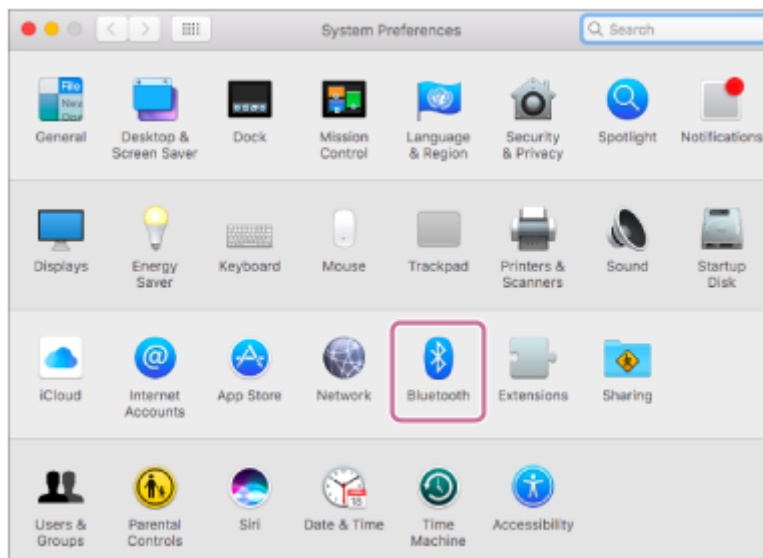 System Preferences
Search
General
Desktop &
Screen Saver
Dock
Mission
Control
Language
& Region
Security
& Privacy
Spotlight
Notifications
Displays
Energy
Saver
Keyboard
Mouse
Trackpad
Printers &
Scanners
Sound
Startup
Disk
iCloud
Internet
Accounts
App Store
Network
Bluetooth
Extensions
Sharing
Users &
Groups
Parental
Controls
Siri
Date & Time
Time
Machine
Accessibility